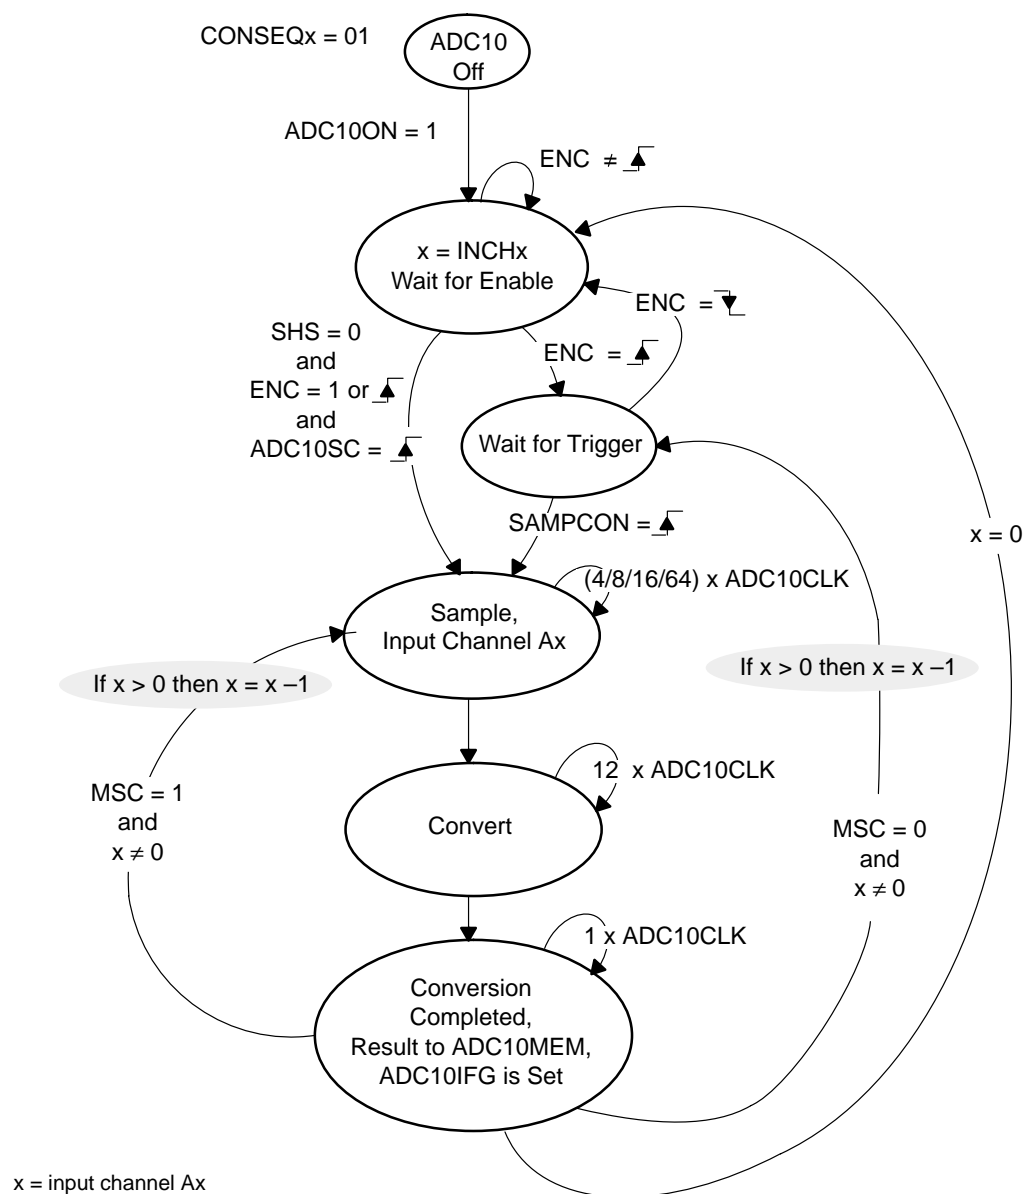 CONSEQx = 01
ADC10
Off
ADC10ON = 1
ENC ≠
x = INCHx
Wait for Enable
ENC =
SHS = 0
and
ENC = 1 or
and
ADC10SC =
ENC =
Wait for Trigger
SAMPCON =
x = 0
(4/8/16/64) x ADC10CLK
Sample,
Input Channel Ax
If x > 0 then x = x –1
If x > 0 then x = x –1
12 x ADC10CLK
MSC = 1
and
x ≠ 0
Convert
MSC = 0
and
x ≠ 0
1 x ADC10CLK
Conversion
Completed,
Result to ADC10MEM,
ADC10IFG is Set
x = input channel Ax